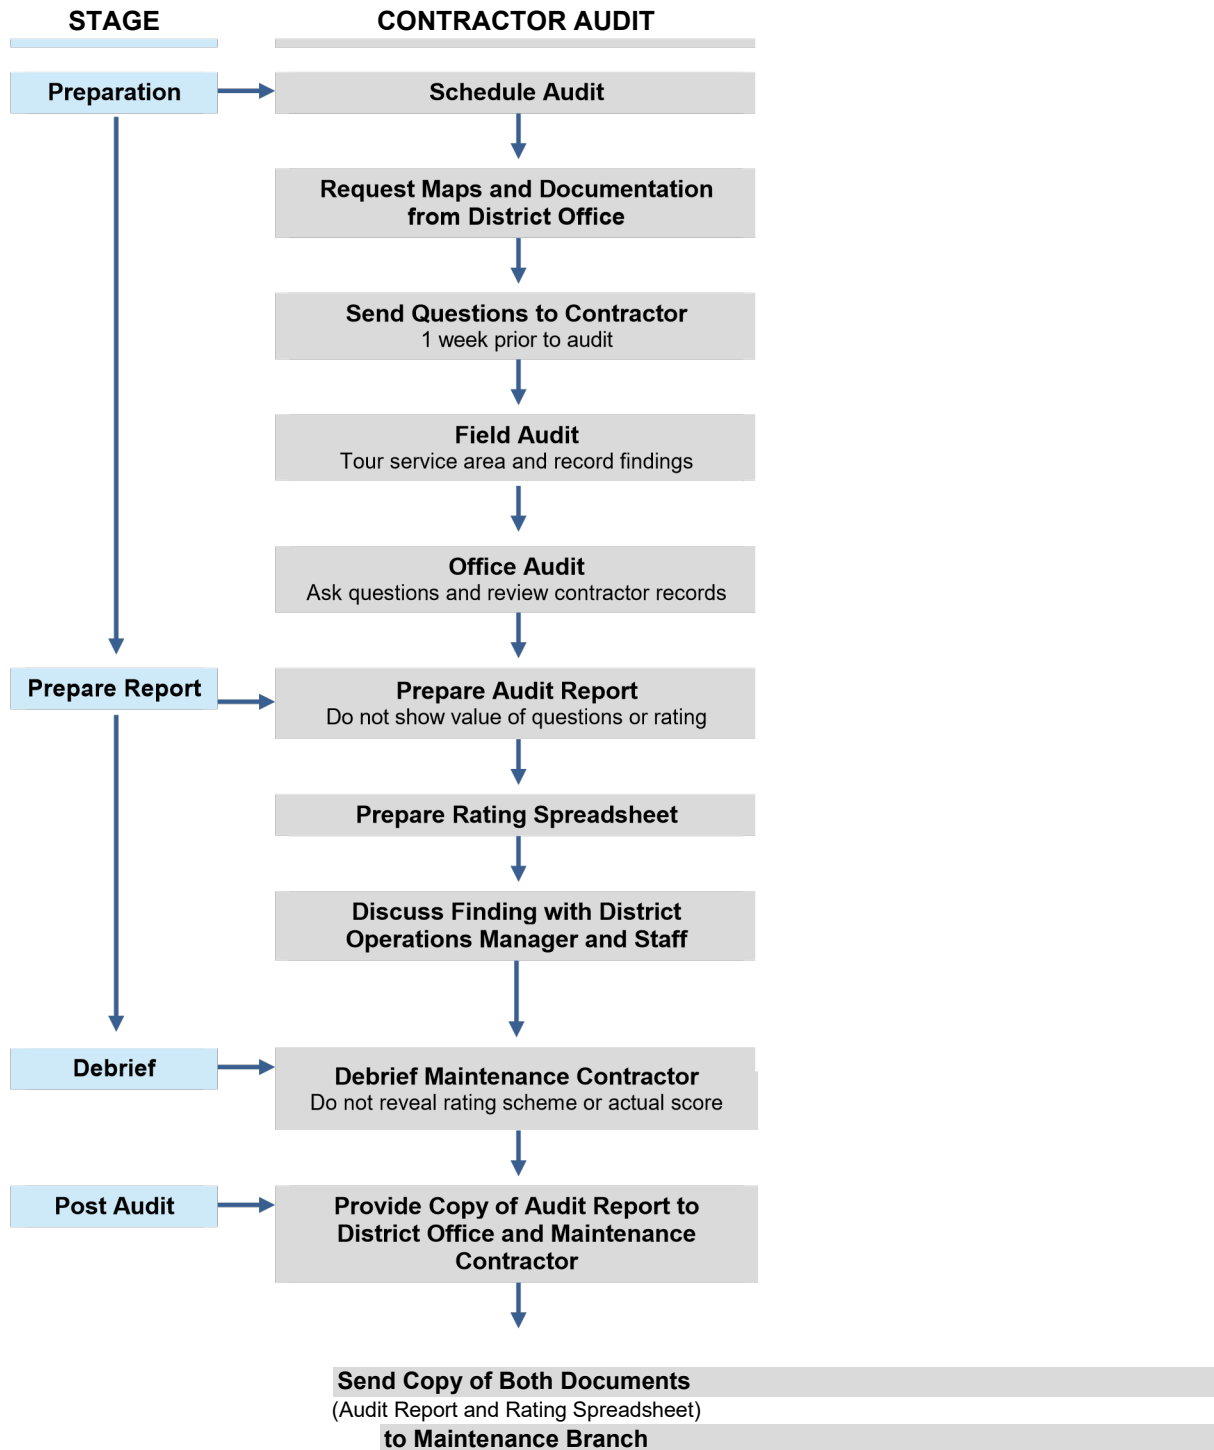 STAGE
CONTRACTOR AUDIT
Preparation
Schedule Audit
Request Maps and Documentation
from District Office
Send Questions to Contractor
1 week prior to audit
Field Audit
Tour service area and record findings
Office Audit
Ask questions and review contractor records
Prepare Report
Prepare Audit Report
Do not show value of questions or rating
Prepare Rating Spreadsheet
Discuss Finding with District
Operations Manager and Staff
Debrief
Debrief Maintenance Contractor
Do not reveal rating scheme or actual score
Post Audit
Provide Copy of Audit Report to
District Office and Maintenance
Contractor
Send Copy of Both Documents
(Audit Report and Rating Spreadsheet)
to Maintenance Branch